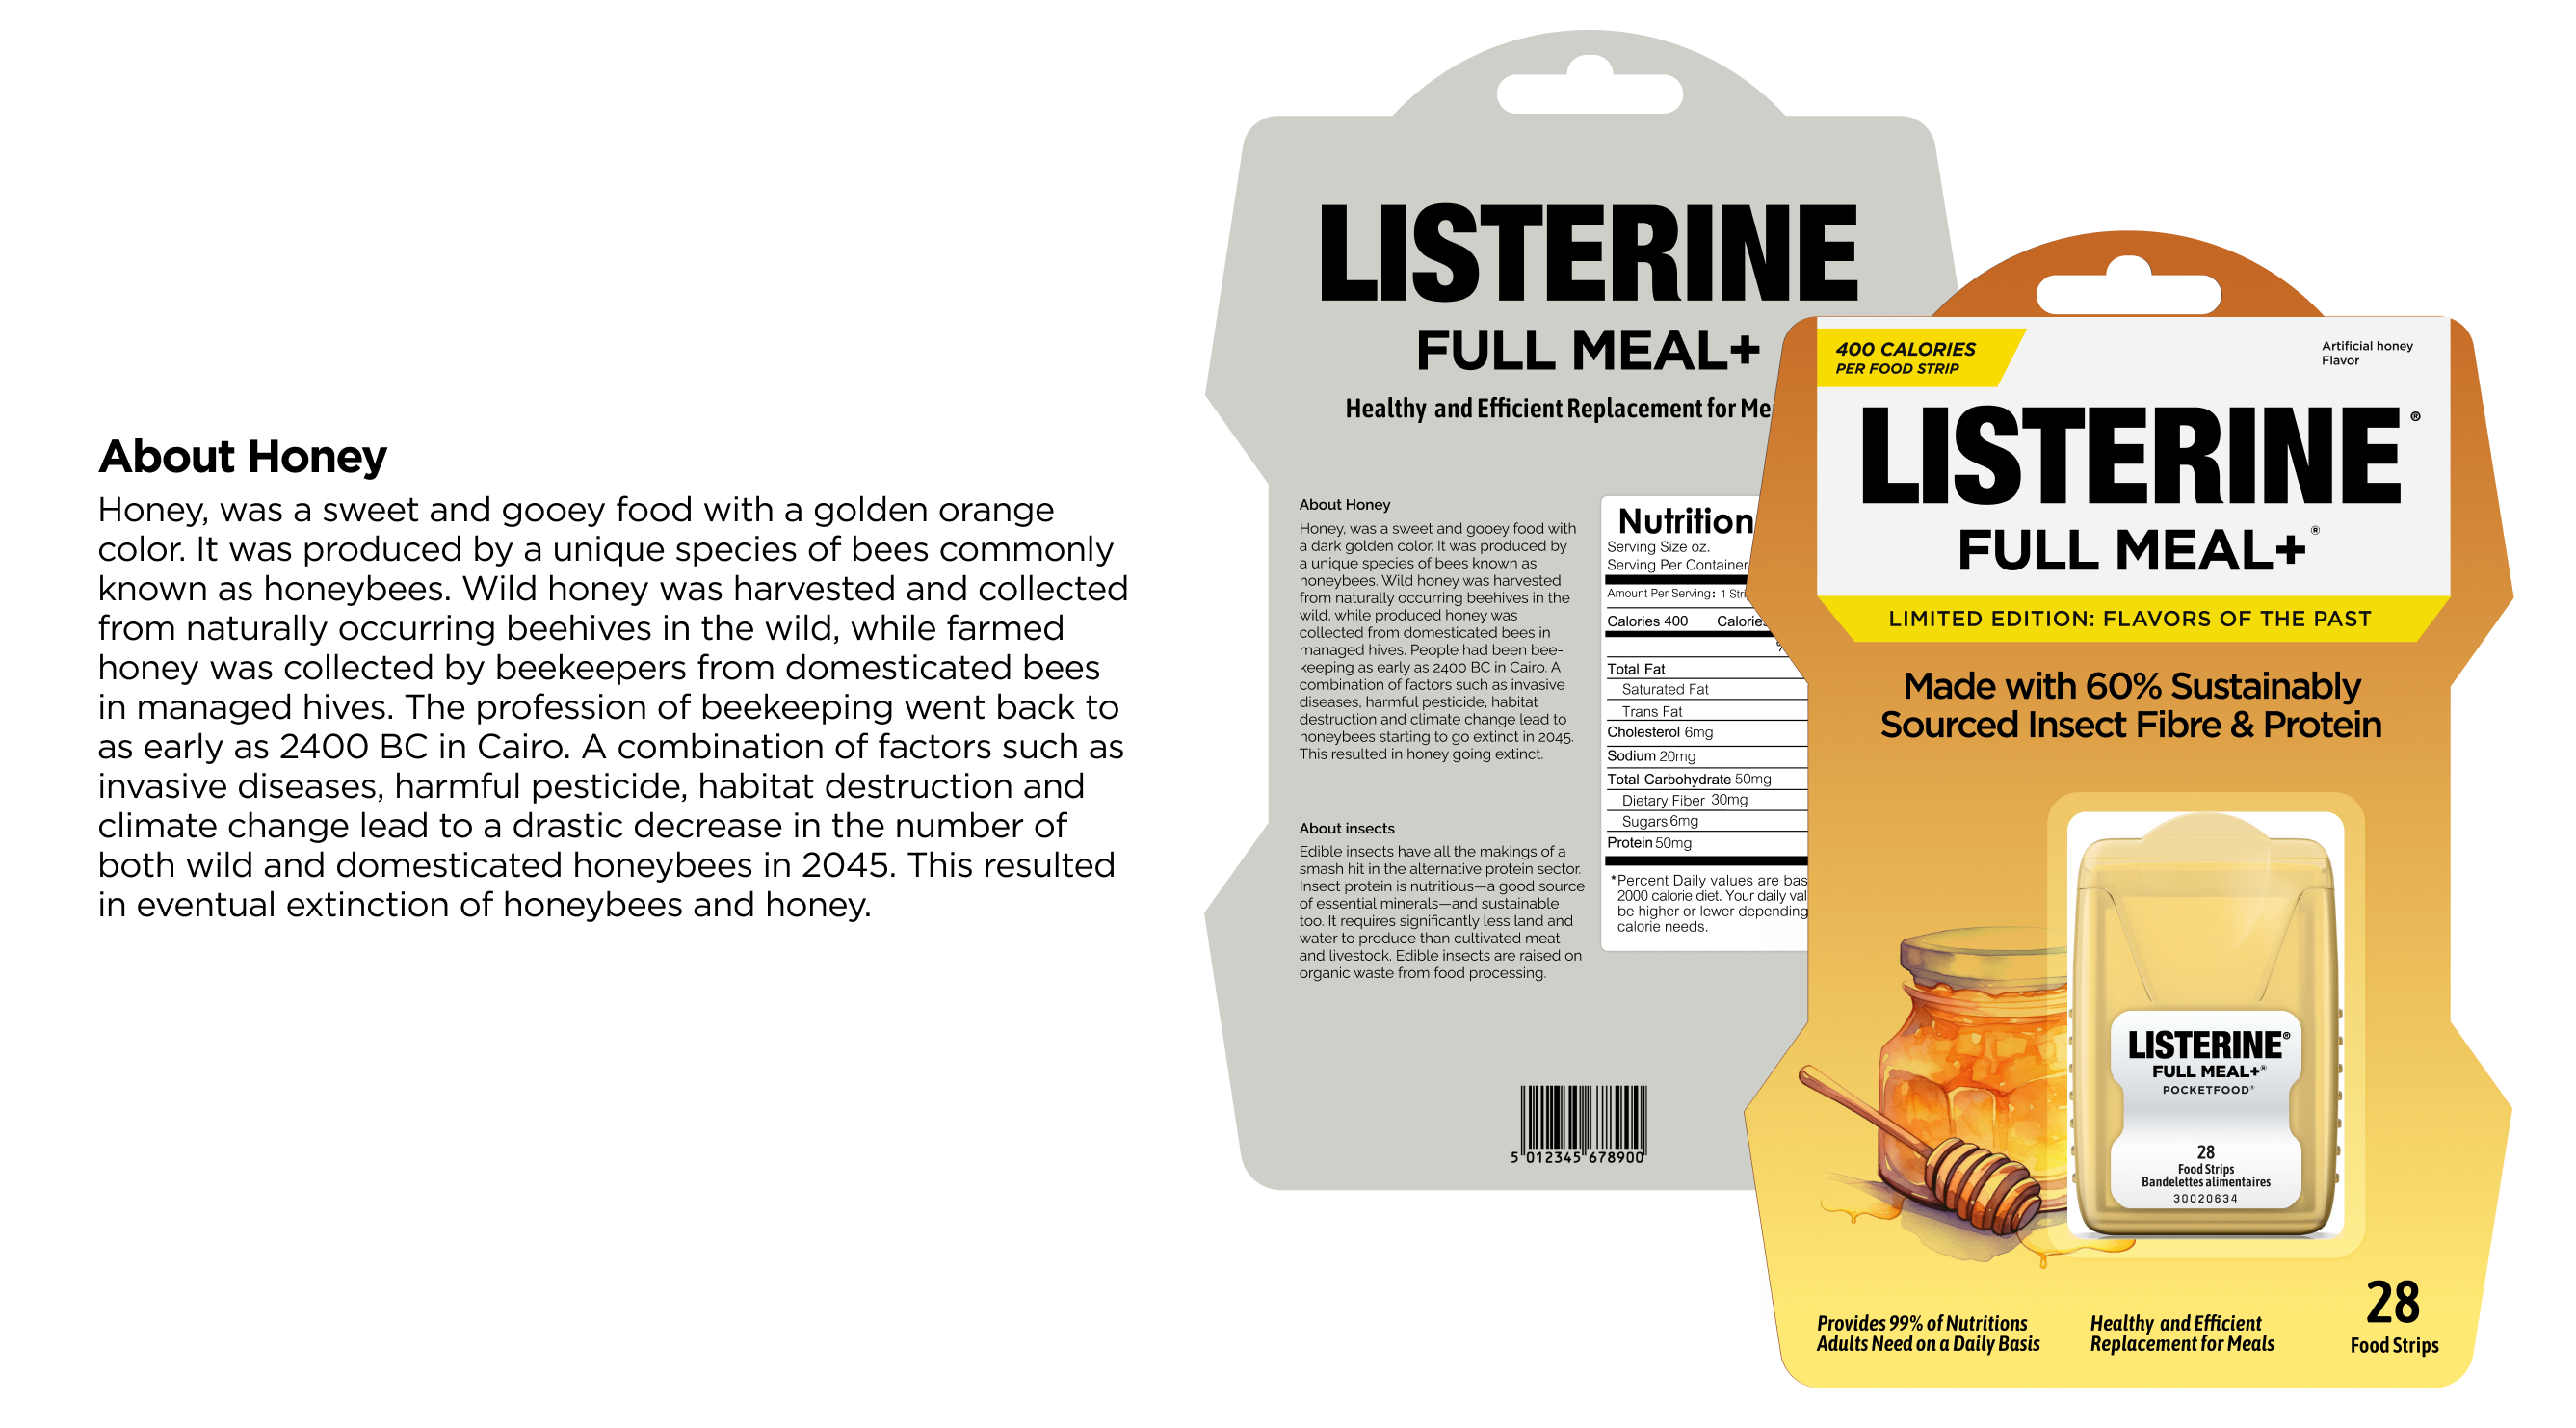 About Honey
Honey, was a sweet and gooey food with a golden orange
color. It was produced by a unique species of bees commonly
known as honeybees. Wild honey was harvested and collected
from naturally occurring beehives in the wild, while farmed
honey was collected by beekeepers from domesticated bees
in managed hives. The profession of beekeeping went back to
as early as 2400 BC in Cairo. A combination of factors such as
invasive diseases, harmful pesticide, habitat destruction and
climate change lead to a drastic decrease in the number of
both wild and domesticated honeybees in 2045. This resulted
in eventual extinction of honeybees and honey.
LISTERINE
FULL MEAL+
Healthy and Efficient Replacement for
About Honey
Honey, was a sweet and gooey food with
a dark golden color. It was produced by
a unique species of bees known as
honeybees. Wild honey was harvested
from naturally occurring beehives in the
wild, while produced honey was
collected from domesticated bees in
managed hives. People had been bee-
keeping as early as 2400 BC in Cairo. A
combination of factors such as invasive
diseases, harmful pesticide, habitat
destruction and climate change lead to
honeybees starting to go extinct in 2045.
This resulted in honey going extinct.
About insects
Edible insects have all the makings of a
smash hit in the alternative protein sector.
Insect protein is nutritious—a good source
of essential minerals—and sustainable
too. It requires significantly less land and
water to produce than cultivated meat
and livestock. Edible insects are raised on
organic waste from food processing.
Nutrition
Serving Size oz.
Serving Per Container
Amount Per Serving: 1
Calories 400
Total Fat
Saturated Fat
Trans Fat
Cholesterol 6mg
Sodium 20mg
Total Carbohydrate 50mg
Dietary Fiber 30mg
Sugars 6mg
Protein 50mg
*Percent Daily values are
2000 calorie diet. Your daily
be higher or lewer depending
calorie needs.
5 012345 678900
400 CALORIES
PER FOOD STRIP
Artificial honey
Flavor
LISTERINE®
FULL MEAL+®
LIMITED EDITION: FLAVORS OF THE PAST
Made with 60% Sustainably
Sourced Insect Fibre & Protein
LISTERINE®
FULL MEAL+®
POCKETFOOD®
28
Food Strips
Bandelettes alimentaires
30020634
Provides 99% of Nutritions
Adults Need on a Daily Basis
Healthy and Efficient
Replacement for Meals
28
Food Strips